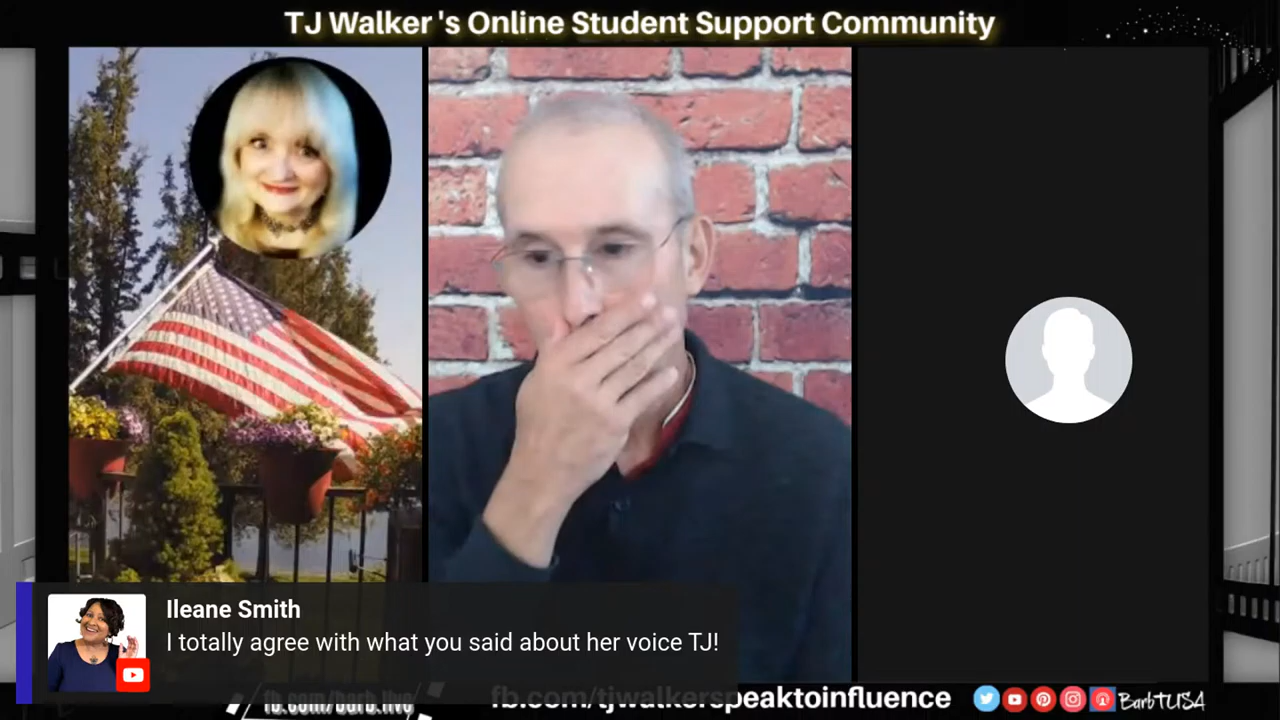 TJ Walker 's Online Student Support Community
Ileane Smith
I totally agree with what you said about her voice TJ!
fb.com/barb.live
fb.com/tjwalkerspeaktoinfluence
BarbTUSA